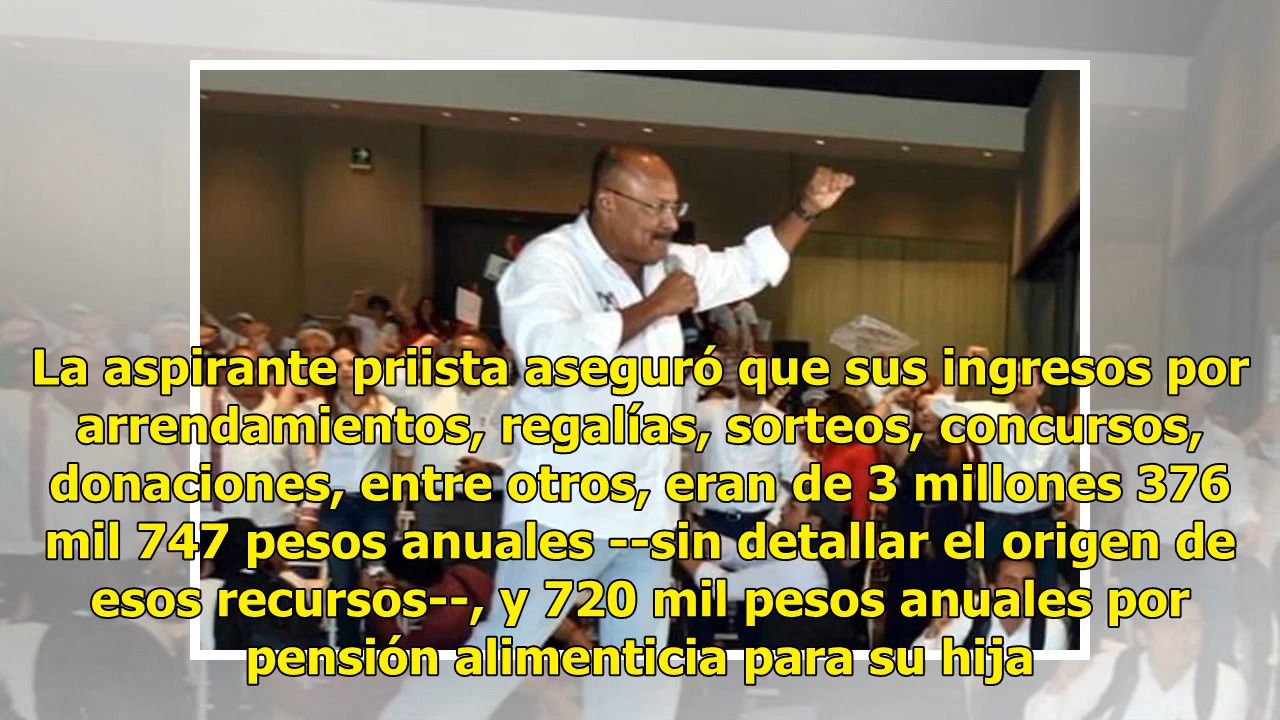 La aspirante priista aseguró que sus ingresos por
arrendamientos, regalías, sorteos, concursos,
donaciones, entre otros, eran de 3 millones 376
mil 747 pesos anuales --sin detallar el origen de
esos recursos--, y 720 mil pesos anuales por
pensión alimenticia para su hija